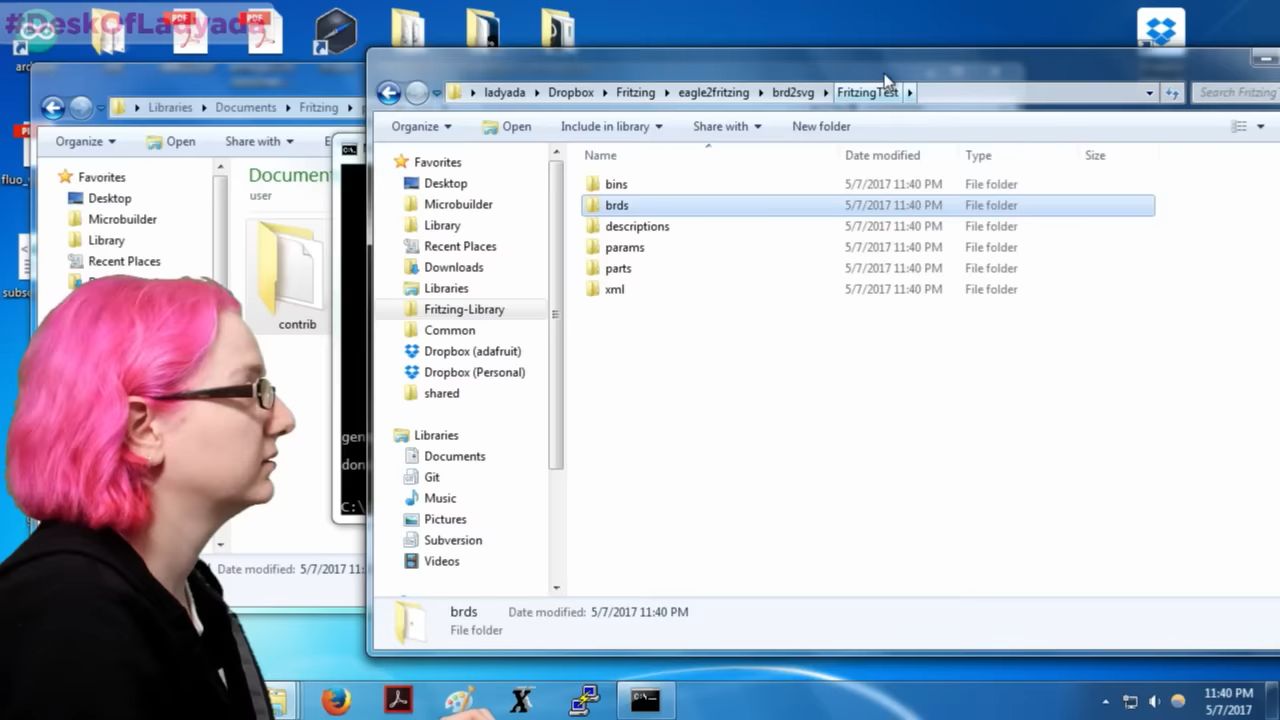 #DeskOfLadyada
Libraries
Documents
Fritzing
Organize
Open
Share with
Favorites
Desktop
Microbuilder
Library
Recent Places
Document
user
contrib
gen
don
C:\
ladyada
Dropbox
Fritzing
eagle2fritzing
brd2svg
FritzingTest
Search Fritzing
Organize
Open
Include in library
Share with
New folder
Favorites
Desktop
Microbuilder
Library
Recent Places
Downloads
Libraries
Fritzing-Library
Common
Dropbox (adafruit)
Dropbox (Personal)
shared
Libraries
Documents
Git
Music
Pictures
Subversion
Videos
Name Date modified Type Size
bins 5/7/2017 11:40 PM File folder
brds 5/7/2017 11:40 PM File folder
descriptions 5/7/2017 11:40 PM File folder
params 5/7/2017 11:40 PM File folder
parts 5/7/2017 11:40 PM File folder
xml 5/7/2017 11:40 PM File folder
brds Date modified: 5/7/2017 11:40 PM
File folder
Date modified: 5/7/2017 11:
11:40 PM
5/7/2017